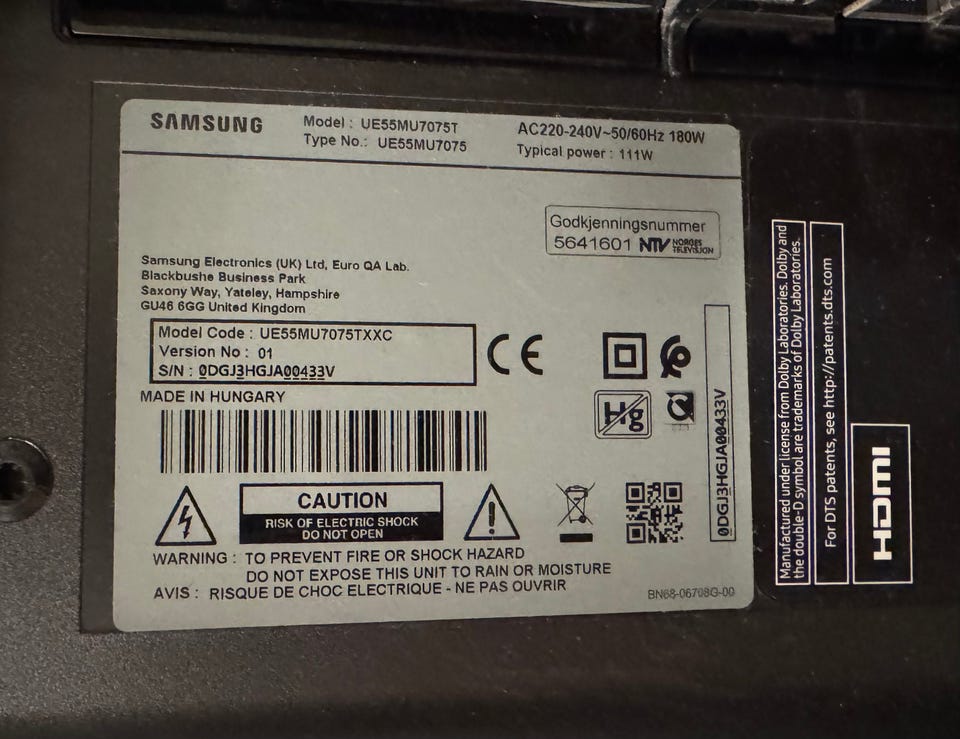 SAMSUNG
Model : UE55MU7075T
Type No.: UE55MU7075
AC220-240V~50/60Hz 180W
Typical power : 111W
Godkjenningsnummer
5641601 NTV NORGES TELEVISJON
Samsung Electronics (UK) Ltd, Euro QA Lab.
Blackbushe Business Park
Saxony Way, Yateley, Hampshire
GU46 6GG United Kingdom
Model Code : UE55MU7075TXXC
Version No : 01
S/N : 0DGJ3HGJA00433V
CE
MADE IN HUNGARY
Hg
CAUTION
RISK OF ELECTRIC SHOCK
DO NOT OPEN
WARNING : TO PREVENT FIRE OR SHOCK HAZARD
DO NOT EXPOSE THIS UNIT TO RAIN OR MOISTURE
AVIS : RISQUE DE CHOC ELECTRIQUE - NE PAS OUVRIR
BN68-06708G-00
0DGJ3HGJA00433V
Manufactured under license from Dolby Laboratories. Dolby and
the double-D symbol are trademarks of Dolby Laboratories.
For DTS patents, see http://patents.dts.com
HDMI